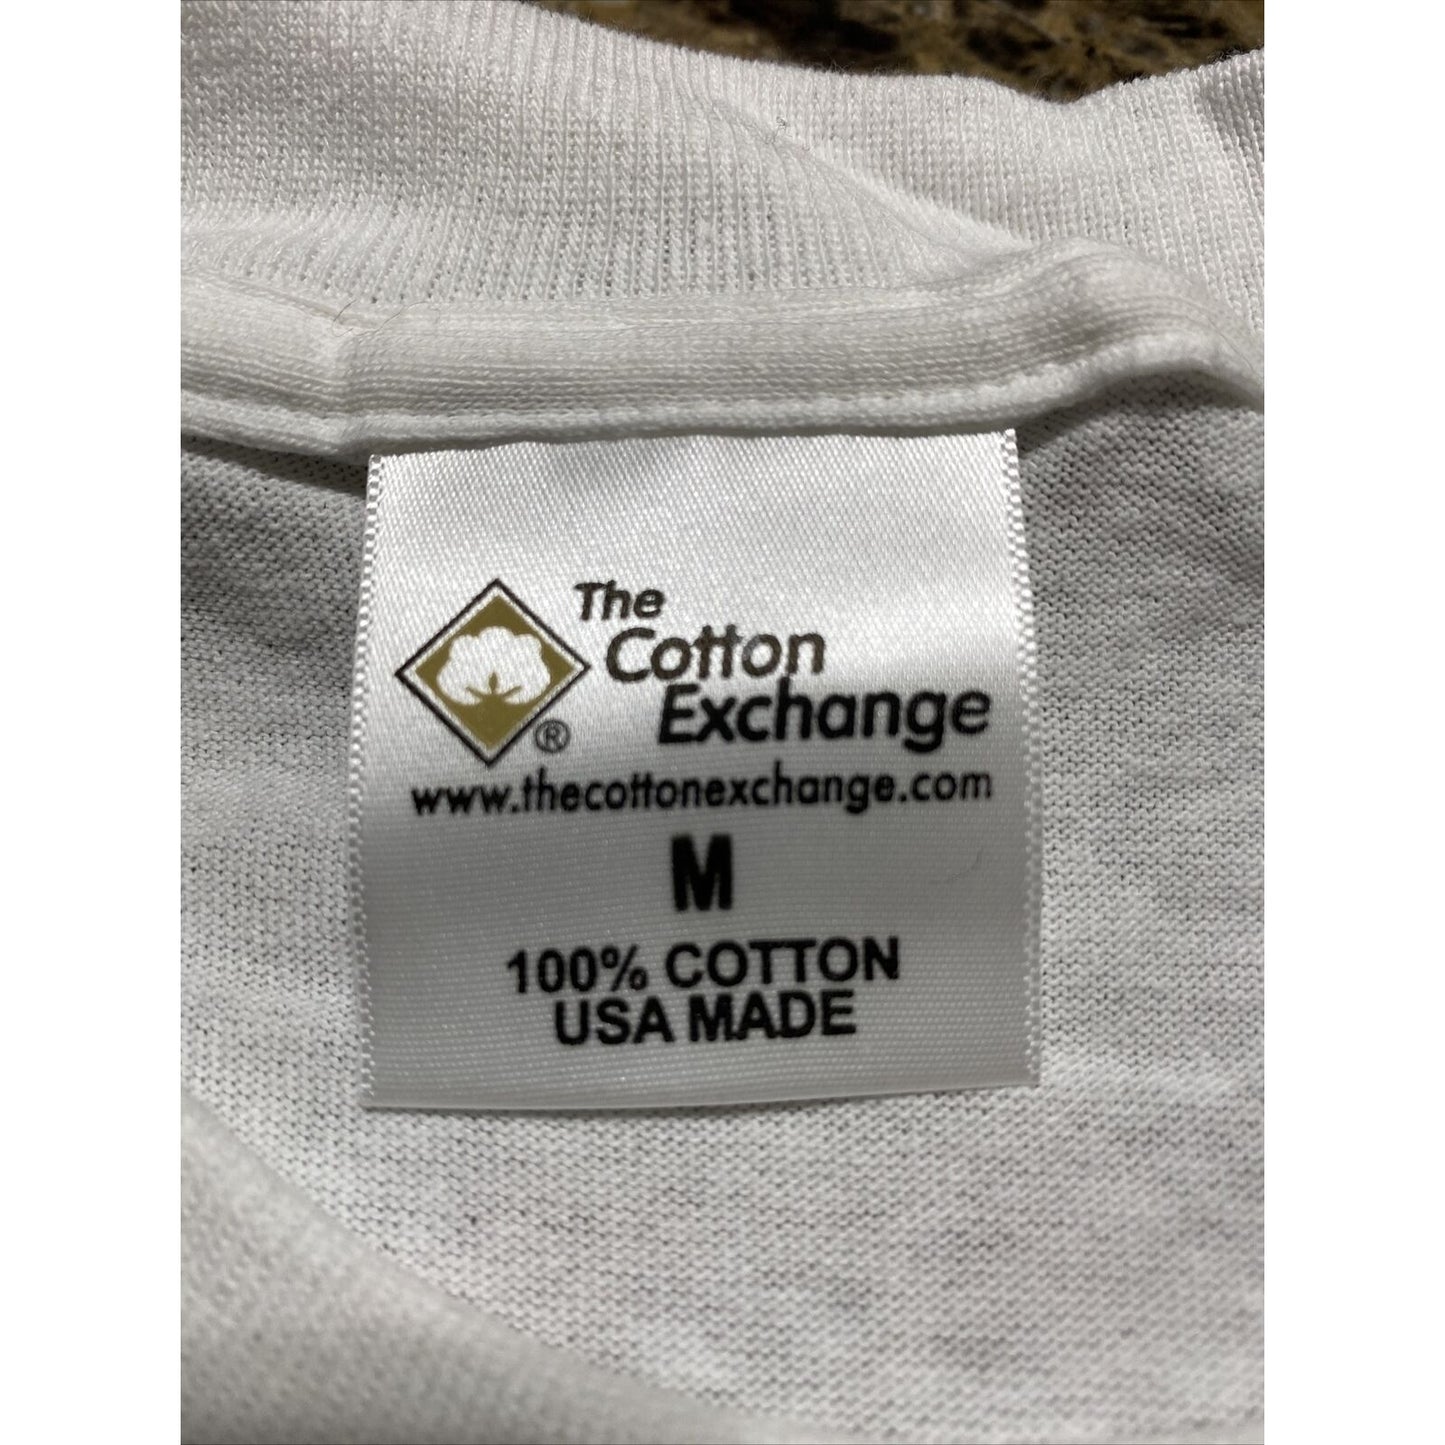 The
Cotton
Exchange
®
www.thecottonexchange.com
M
100% COTTON
USA MADE